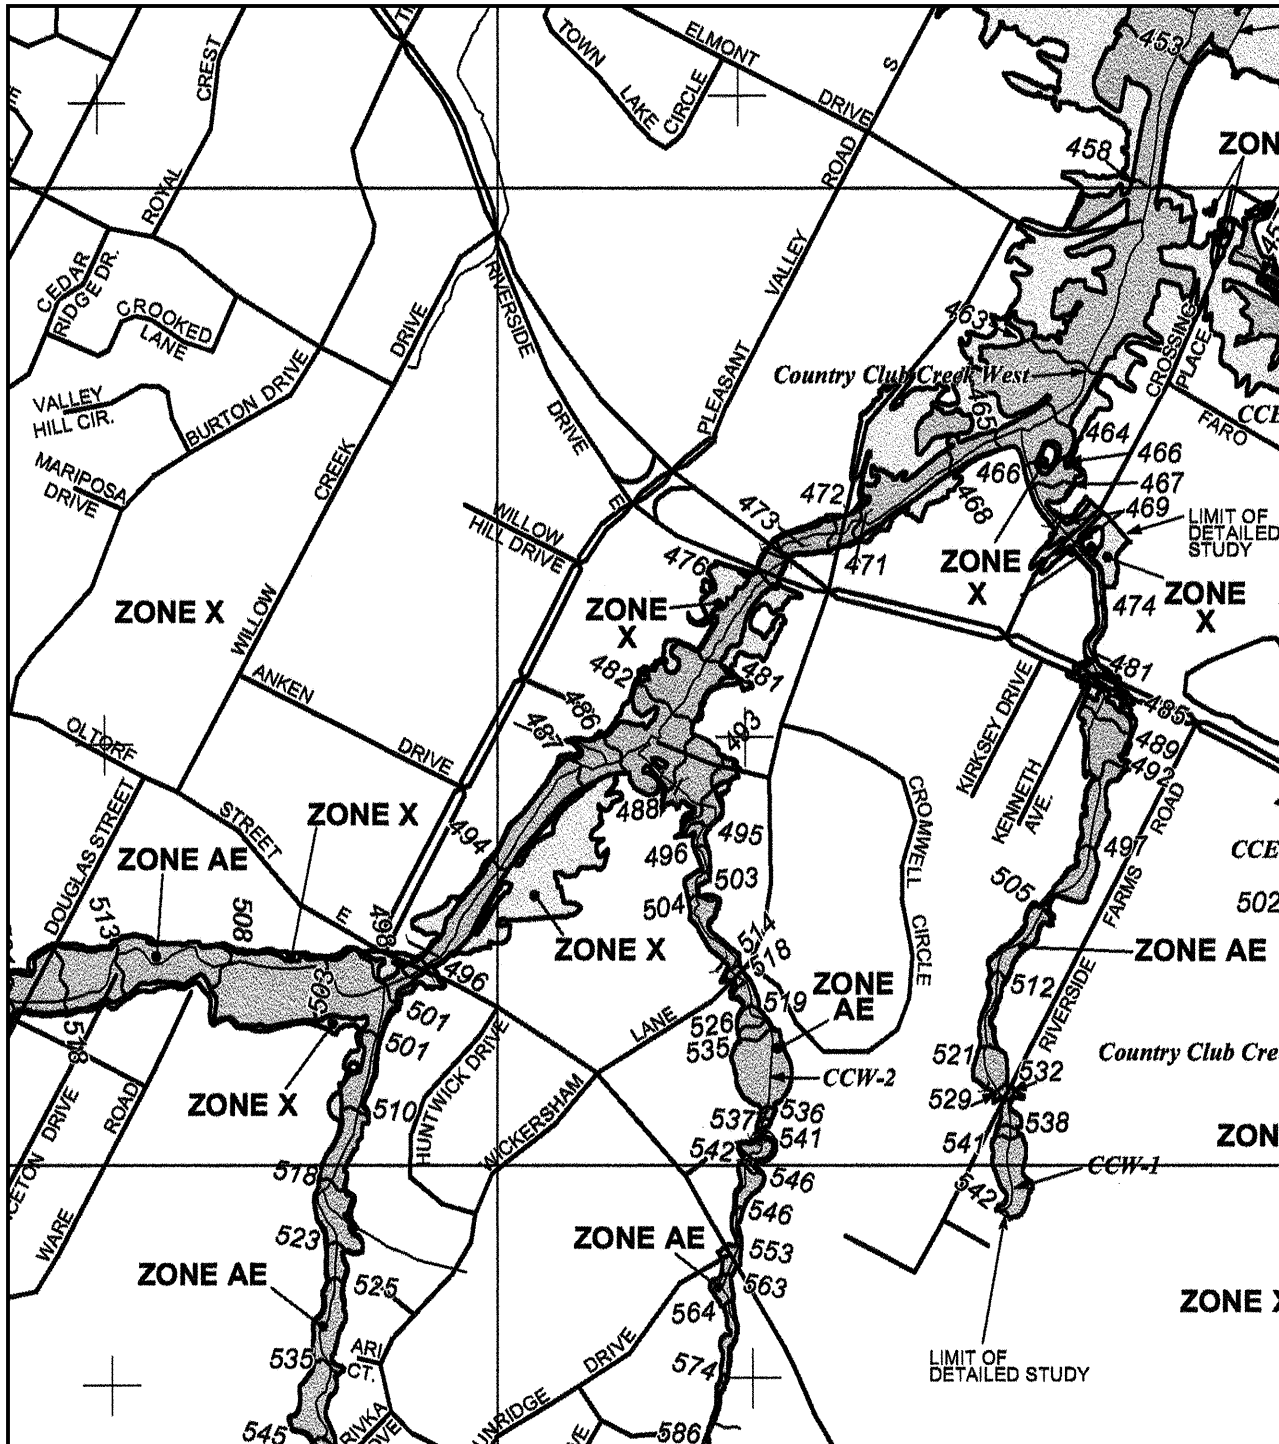 453
ELMONT
DRIVE
TOWN
LAKE
CIRCLE
CREST
ROYAL
S
PLEASANT
VALLEY
ROAD
458
ZON
CEDAR
RIDGE DR.
CROOKED
LANE
DRIVE
CREEK
WILLOW
RIVERSIDE
DRIVE
VALLEY
HILL CIR.
BURTON DRIVE
MARIPOSA
DRIVE
463
Country Club Creek West
CROSSING
PLACE
465
464
FARO
CCE
466
466
467
468
469
LIMIT OF
DETAILED
STUDY
472
473
471
WILLOW
HILL DRIVE
E
476
ZONE
X
ZONE
X
474
ZONE
X
ZONE X
482
481
481
485
486
487
493
489
492
ANKEN
DRIVE
OLTORF
STREET
E
DOUGLAS STREET
KIRKSEY DRIVE
KENNETH
AVE.
CROMWELL
CIRCLE
488
495
496
494
497
RIVERSIDE
FARMS
ROAD
ZONE X
ZONE AE
CCE
502
503
504
505
513
508
498
ZONE X
514
518
ZONE AE
496
503
501
501
ZONE
AE
519
512
518
526
535
LANE
WICKERSHAM
HUNTWICK DRIVE
521
532
529
Country Club Cre
CCW-2
ROAD
WARE
CETON DRIVE
ZONE X
510
537
536
541
542
538
541
ZON
518
546
546
542
CCW-1
523
ZONE AE
553
563
ZONE AE
525
564
ZONE X
535
ARI
CT.
574
DRIVE
UNRIDGE
LIMIT OF
DETAILED STUDY
545
RIVKA
OVE
VE
586